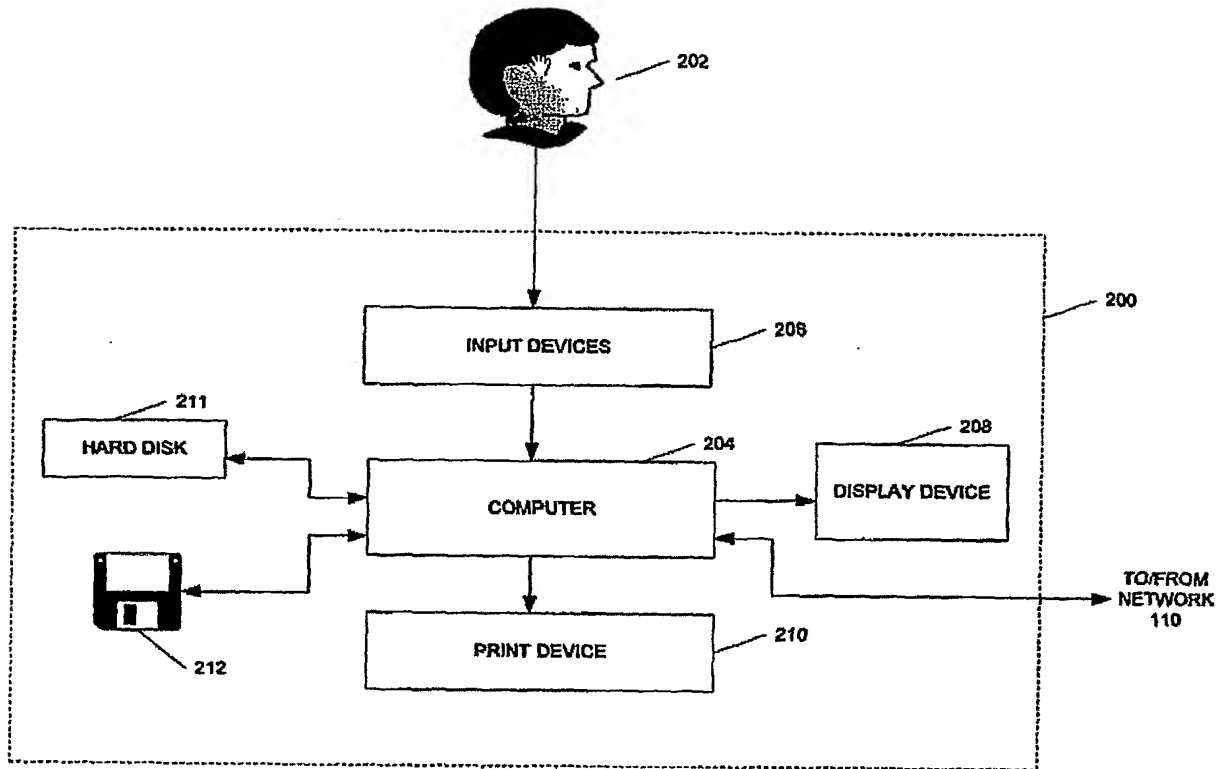 202
200
INPUT DEVICES
206
211
HARD DISK
204
COMPUTER
208
DISPLAY DEVICE
TO/FROM
NETWORK
110
212
PRINT DEVICE
210